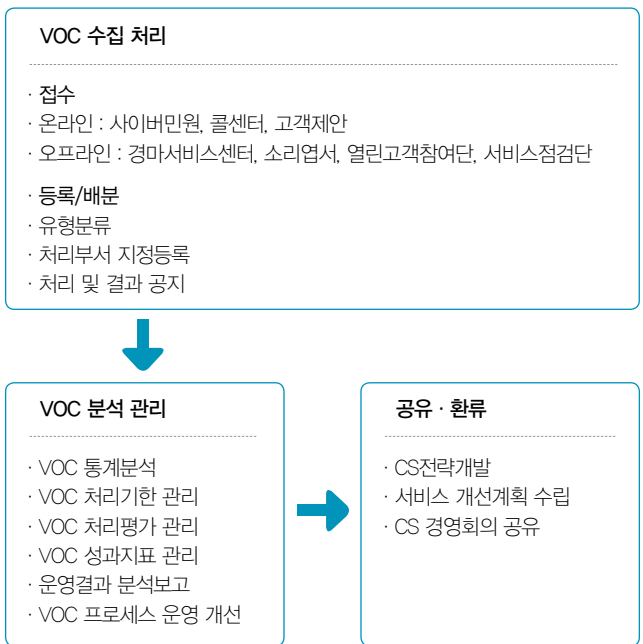 VOC 수집 처리
· 접수
· 온라인 : 사이버민원, 콜센터, 고객제안
· 오프라인 : 경마서비스센터, 소리엽서, 열린고객참여단, 서비스점검단
· 등록/배분
· 유형분류
· 처리부서 지정등록
· 처리 및 결과 공지
VOC 분석 관리
· VOC 통계분석
· VOC 처리기한 관리
· VOC 처리평가 관리
· VOC 성과지표 관리
· 운영결과 분석보고
· VOC 프로세스 운영 개선
공유 · 환류
· CS전략개발
· 서비스 개선계획 수립
· CS 경영회의 공유